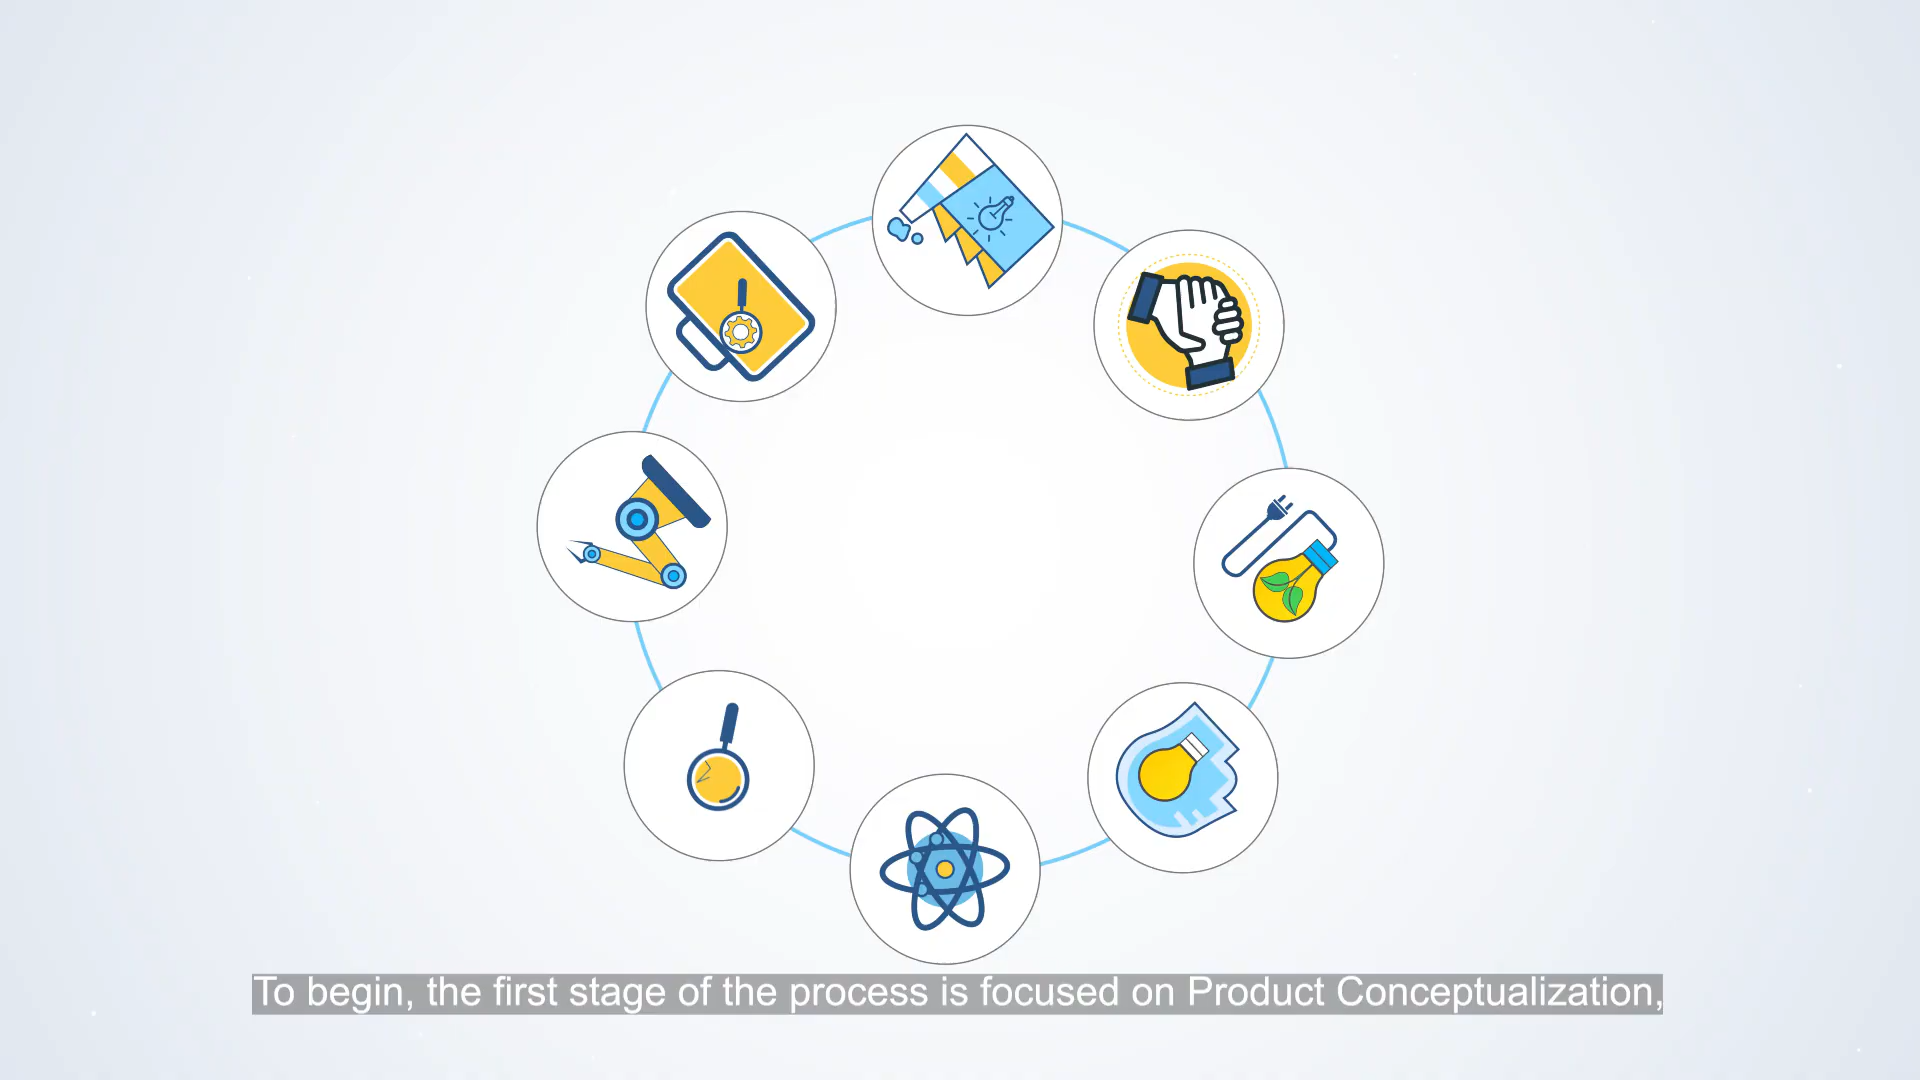 To begin, the first stage of the process is focused on Product Conceptualization,